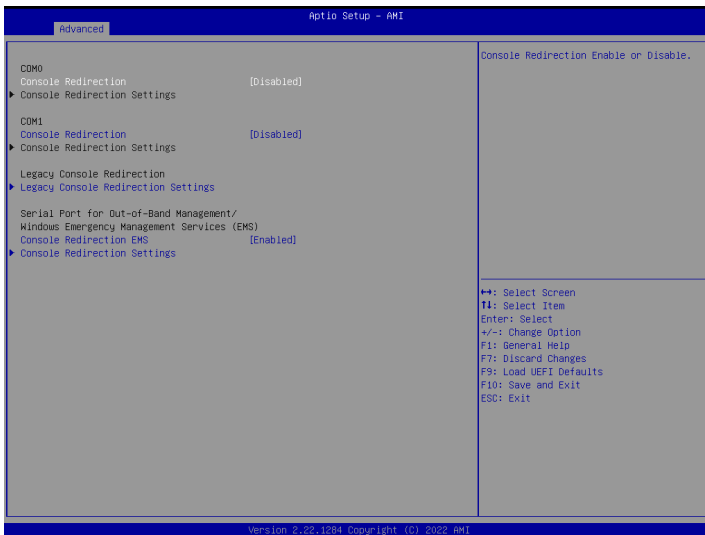 Aptio Setup – AMI
Advanced
COM0
Console Redirection [Disabled]
Console Redirection Settings
COM1
Console Redirection [Disabled]
Console Redirection Settings
Legacy Console Redirection
Legacy Console Redirection Settings
Serial Port for Out-of-Band Management/
Windows Emergency Management Services (EMS)
Console Redirection EMS [Enabled]
Console Redirection Settings
Console Redirection Enable or Disable.
↔: Select Screen
↑↓: Select Item
Enter: Select
+/-: Change Option
F1: General Help
F7: Discard Changes
F9: Load UEFI Defaults
F10: Save and Exit
ESC: Exit
Version 2.22.1284 Copyright (C) 2022 AMI